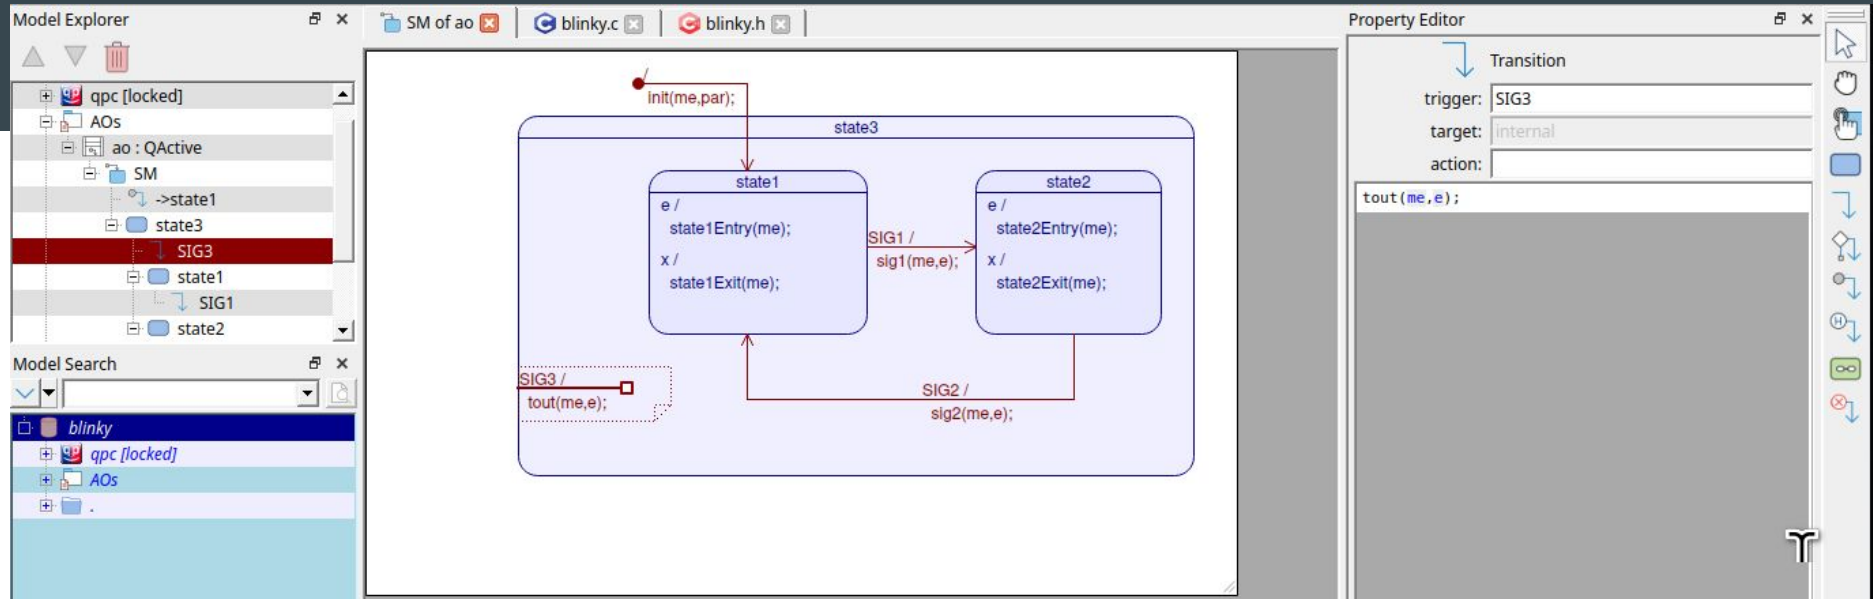 Model Explorer
qpc [locked]
AOs
ao : QActive
SM
->state1
state3
SIG3
state1
SIG1
state2
Model Search
blinky
qpc [locked]
AOs
.
SM of ao
blinky.c
blinky.h
/
init(me,par);
state3
state1
e /
state1Entry(me);
x /
state1Exit(me);
SIG1 /
sig1(me,e);
state2
e /
state2Entry(me);
x /
state2Exit(me);
SIG3 /
tout(me,e);
SIG2 /
sig2(me,e);
Property Editor
Transition
trigger: SIG3
target: internal
action:
tout(me,e);
H